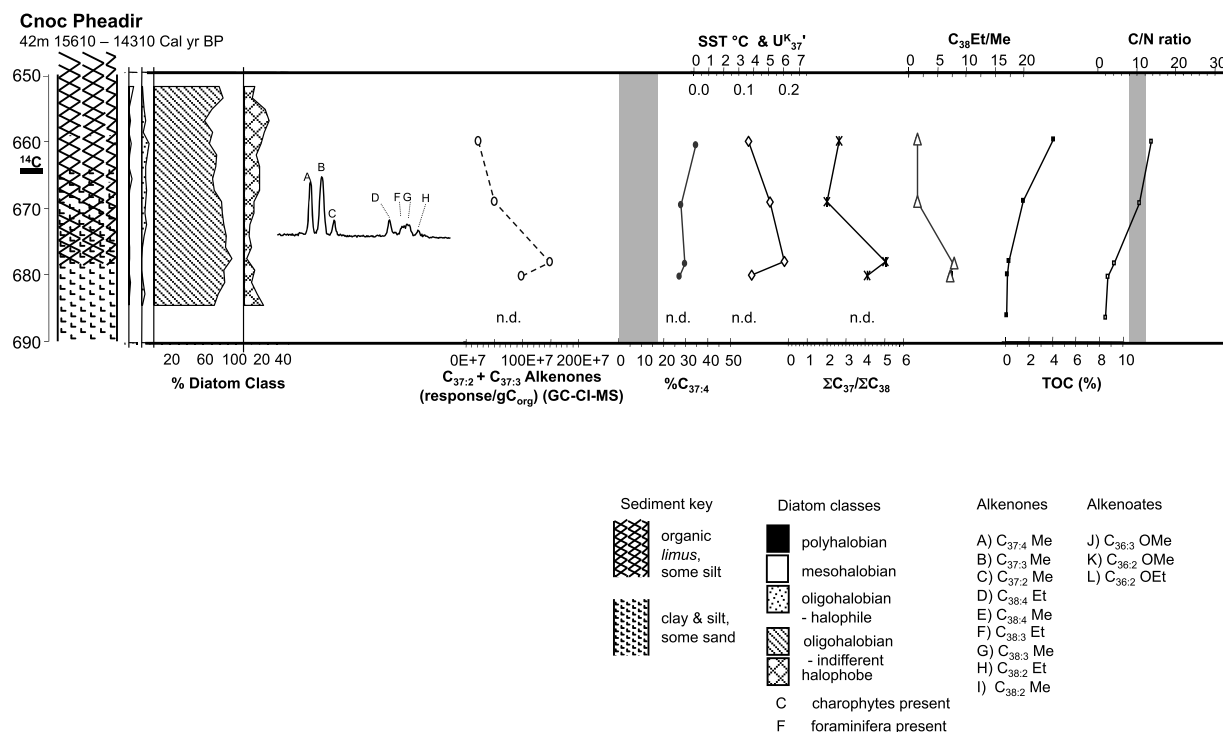 Cnoc Pheadir
42m 15610 – 14310 Cal yr BP
SST °C & U^K_37'
0 1 2 3 4 5 6 7
0.0 0.1 0.2
C38Et/Me
0 5 10 15 20
C/N ratio
0 10 20 30
650
660
14C
670
680
690
A
B
C
D
F G
H
n.d.
n.d.
n.d.
n.d.
20 60 100 20 40
% Diatom Class
0E+7 100E+7 200E+7
C37:2 + C37:3 Alkenones
(response/gCorg) (GC-CI-MS)
0 10 20 30 40 50
%C37:4
0 1 2 3 4 5 6
ΣC37/ΣC38
0 2 4 6 8 10
TOC (%)
Sediment key
organic
limus,
some silt
clay & silt,
some sand
Diatom classes
polyhalobian
mesohalobian
oligohalobian
- halophile
oligohalobian
- indifferent
halophobe
C charophytes present
F foraminifera present
Alkenones
A) C37:4 Me
B) C37:3 Me
C) C37:2 Me
D) C38:4 Et
E) C38:4 Me
F) C38:3 Et
G) C38:3 Me
H) C38:2 Et
I) C38:2 Me
Alkenoates
J) C36:3 OMe
K) C36:2 OMe
L) C36:2 OEt